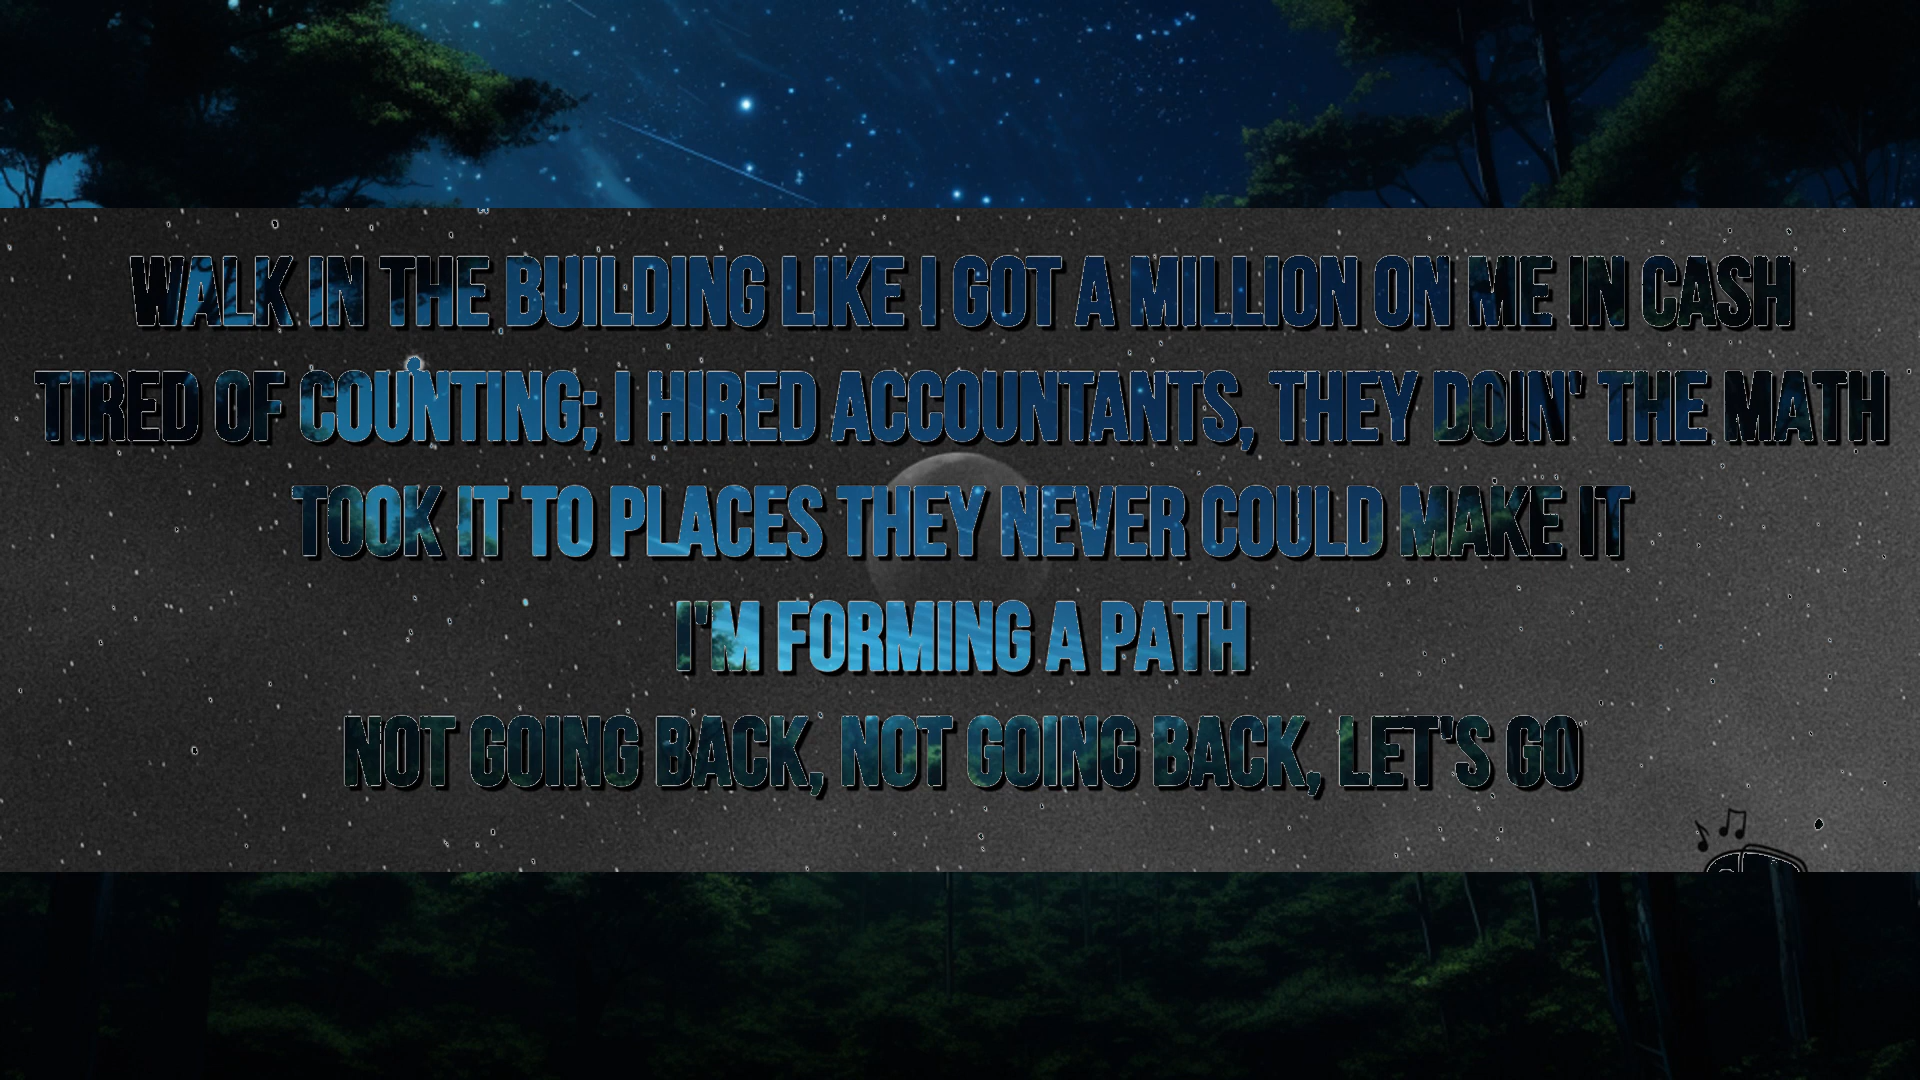 WALK IN THE BUILDING LIKE I GOT A MILLION ON ME IN CASH
TIRED OF COUNTING; I HIRED ACCOUNTANTS, THEY DOIN' THE MATH
TOOK IT TO PLACES THEY NEVER COULD MAKE IT
I'M FORMING A PATH
NOT GOING BACK, NOT GOING BACK, LET'S GO